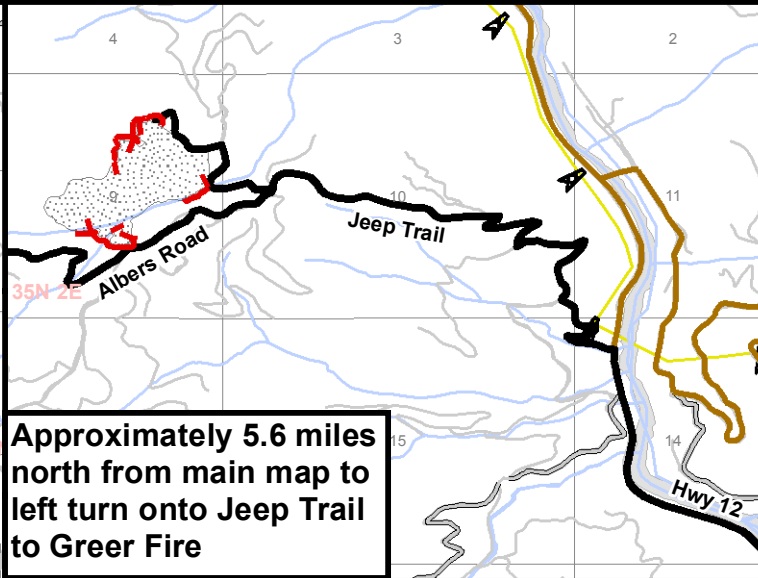 4
3
2
9
10
11
Jeep Trail
Albers Road
35N 2E
15
14
Hwy 12
Approximately 5.6 miles
north from main map to
left turn onto Jeep Trail
to Greer Fire